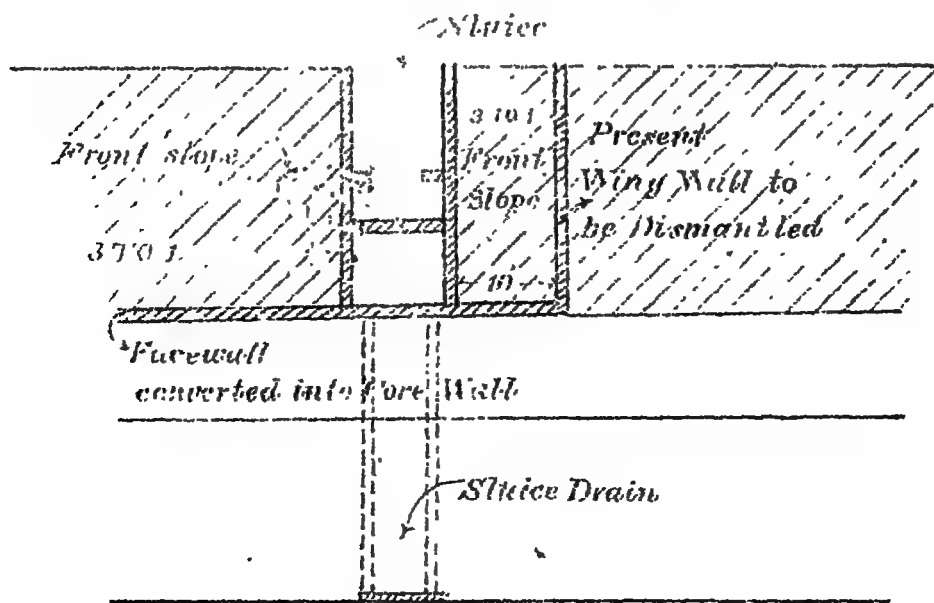 Sluice
Front slope
3 TO 1
3 TO 1
Front
Slope
10
Present
Wing Wall to
be Dismantled
Facewall
converted into Core Wall
Sluice Drain